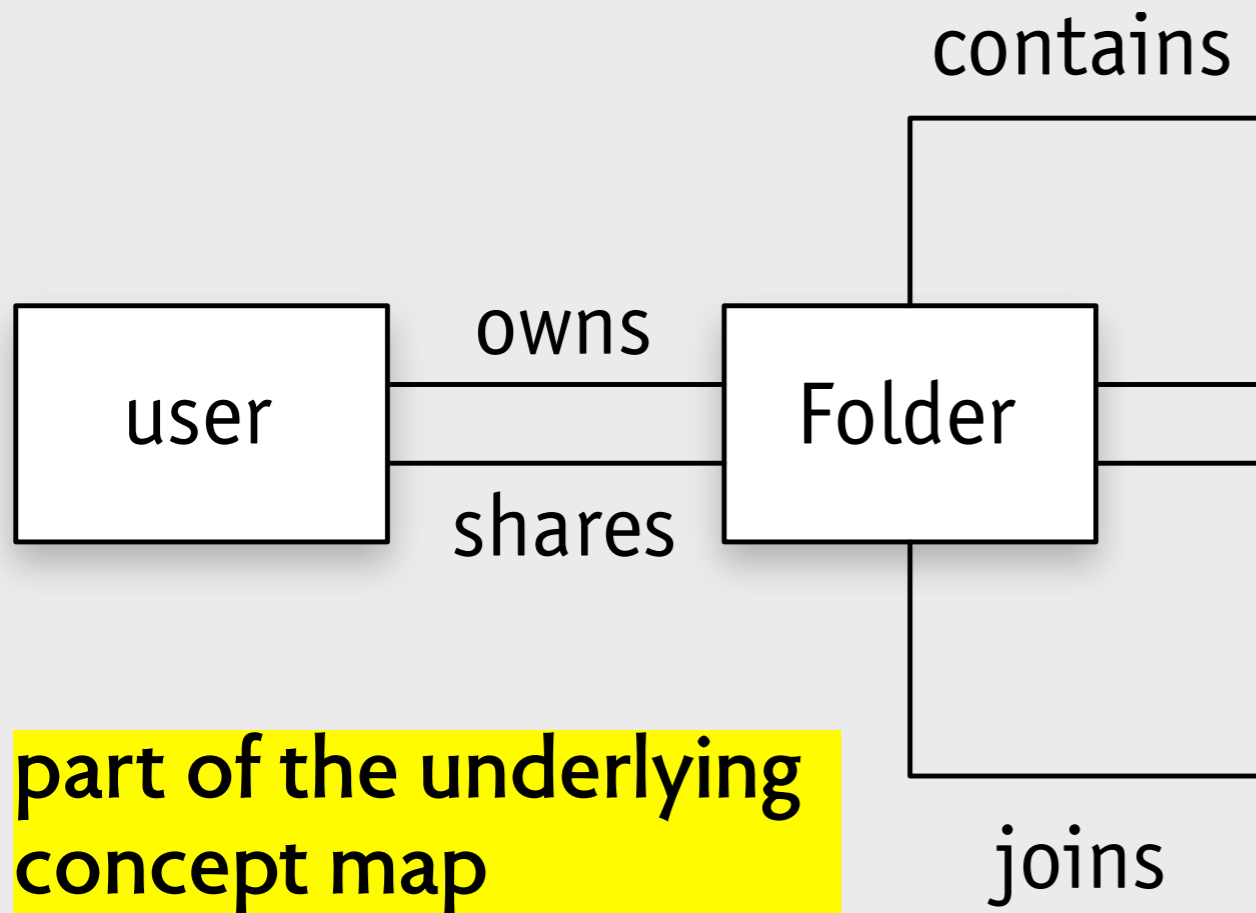 contains
owns
user
Folder
shares
part of the underlying
concept map
joins